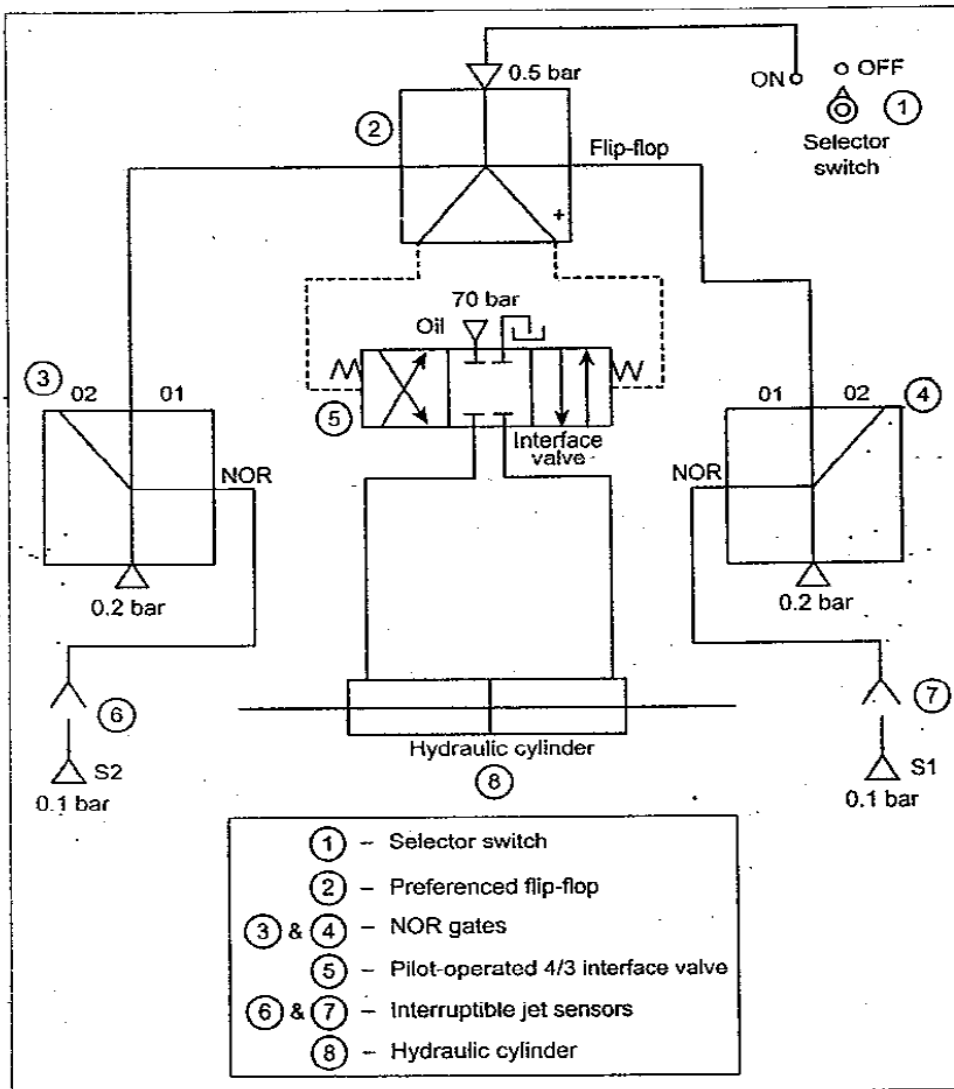 0.5 bar
ON
OFF
1
2
Selector
switch
Flip-flop
+
70 bar
Oil
3
02
01
01
02
4
5
NOR
Interface
valve
NOR
0.2 bar
0.2 bar
6
7
S2
0.1 bar
Hydraulic cylinder
8
S1
0.1 bar
1 – Selector switch
2 – Preferenced flip-flop
3 & 4 – NOR gates
5 – Pilot-operated 4/3 interface valve
6 & 7 – Interruptible jet sensors
8 – Hydraulic cylinder